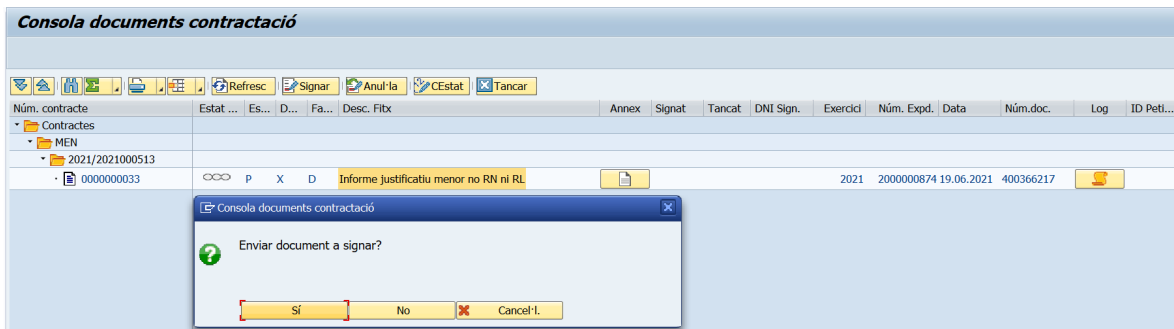 Consola documents contractació
Refresc Signar Anul·la CEstat Tancar
Núm. contracte Estat ... Es... D... Fa... Desc. Fitx Annex Signat Tancat DNI Sign. Exercici Núm. Expd. Data Núm.doc. Log ID Peti...
Contractes
MEN
2021/2021000513
0000000033 P X D Informe justificatiu menor no RN ni RL 2021 2000000874 19.06.2021 400366217
Consola documents contractació
Enviar document a signar?
Sí No Cancel·l.